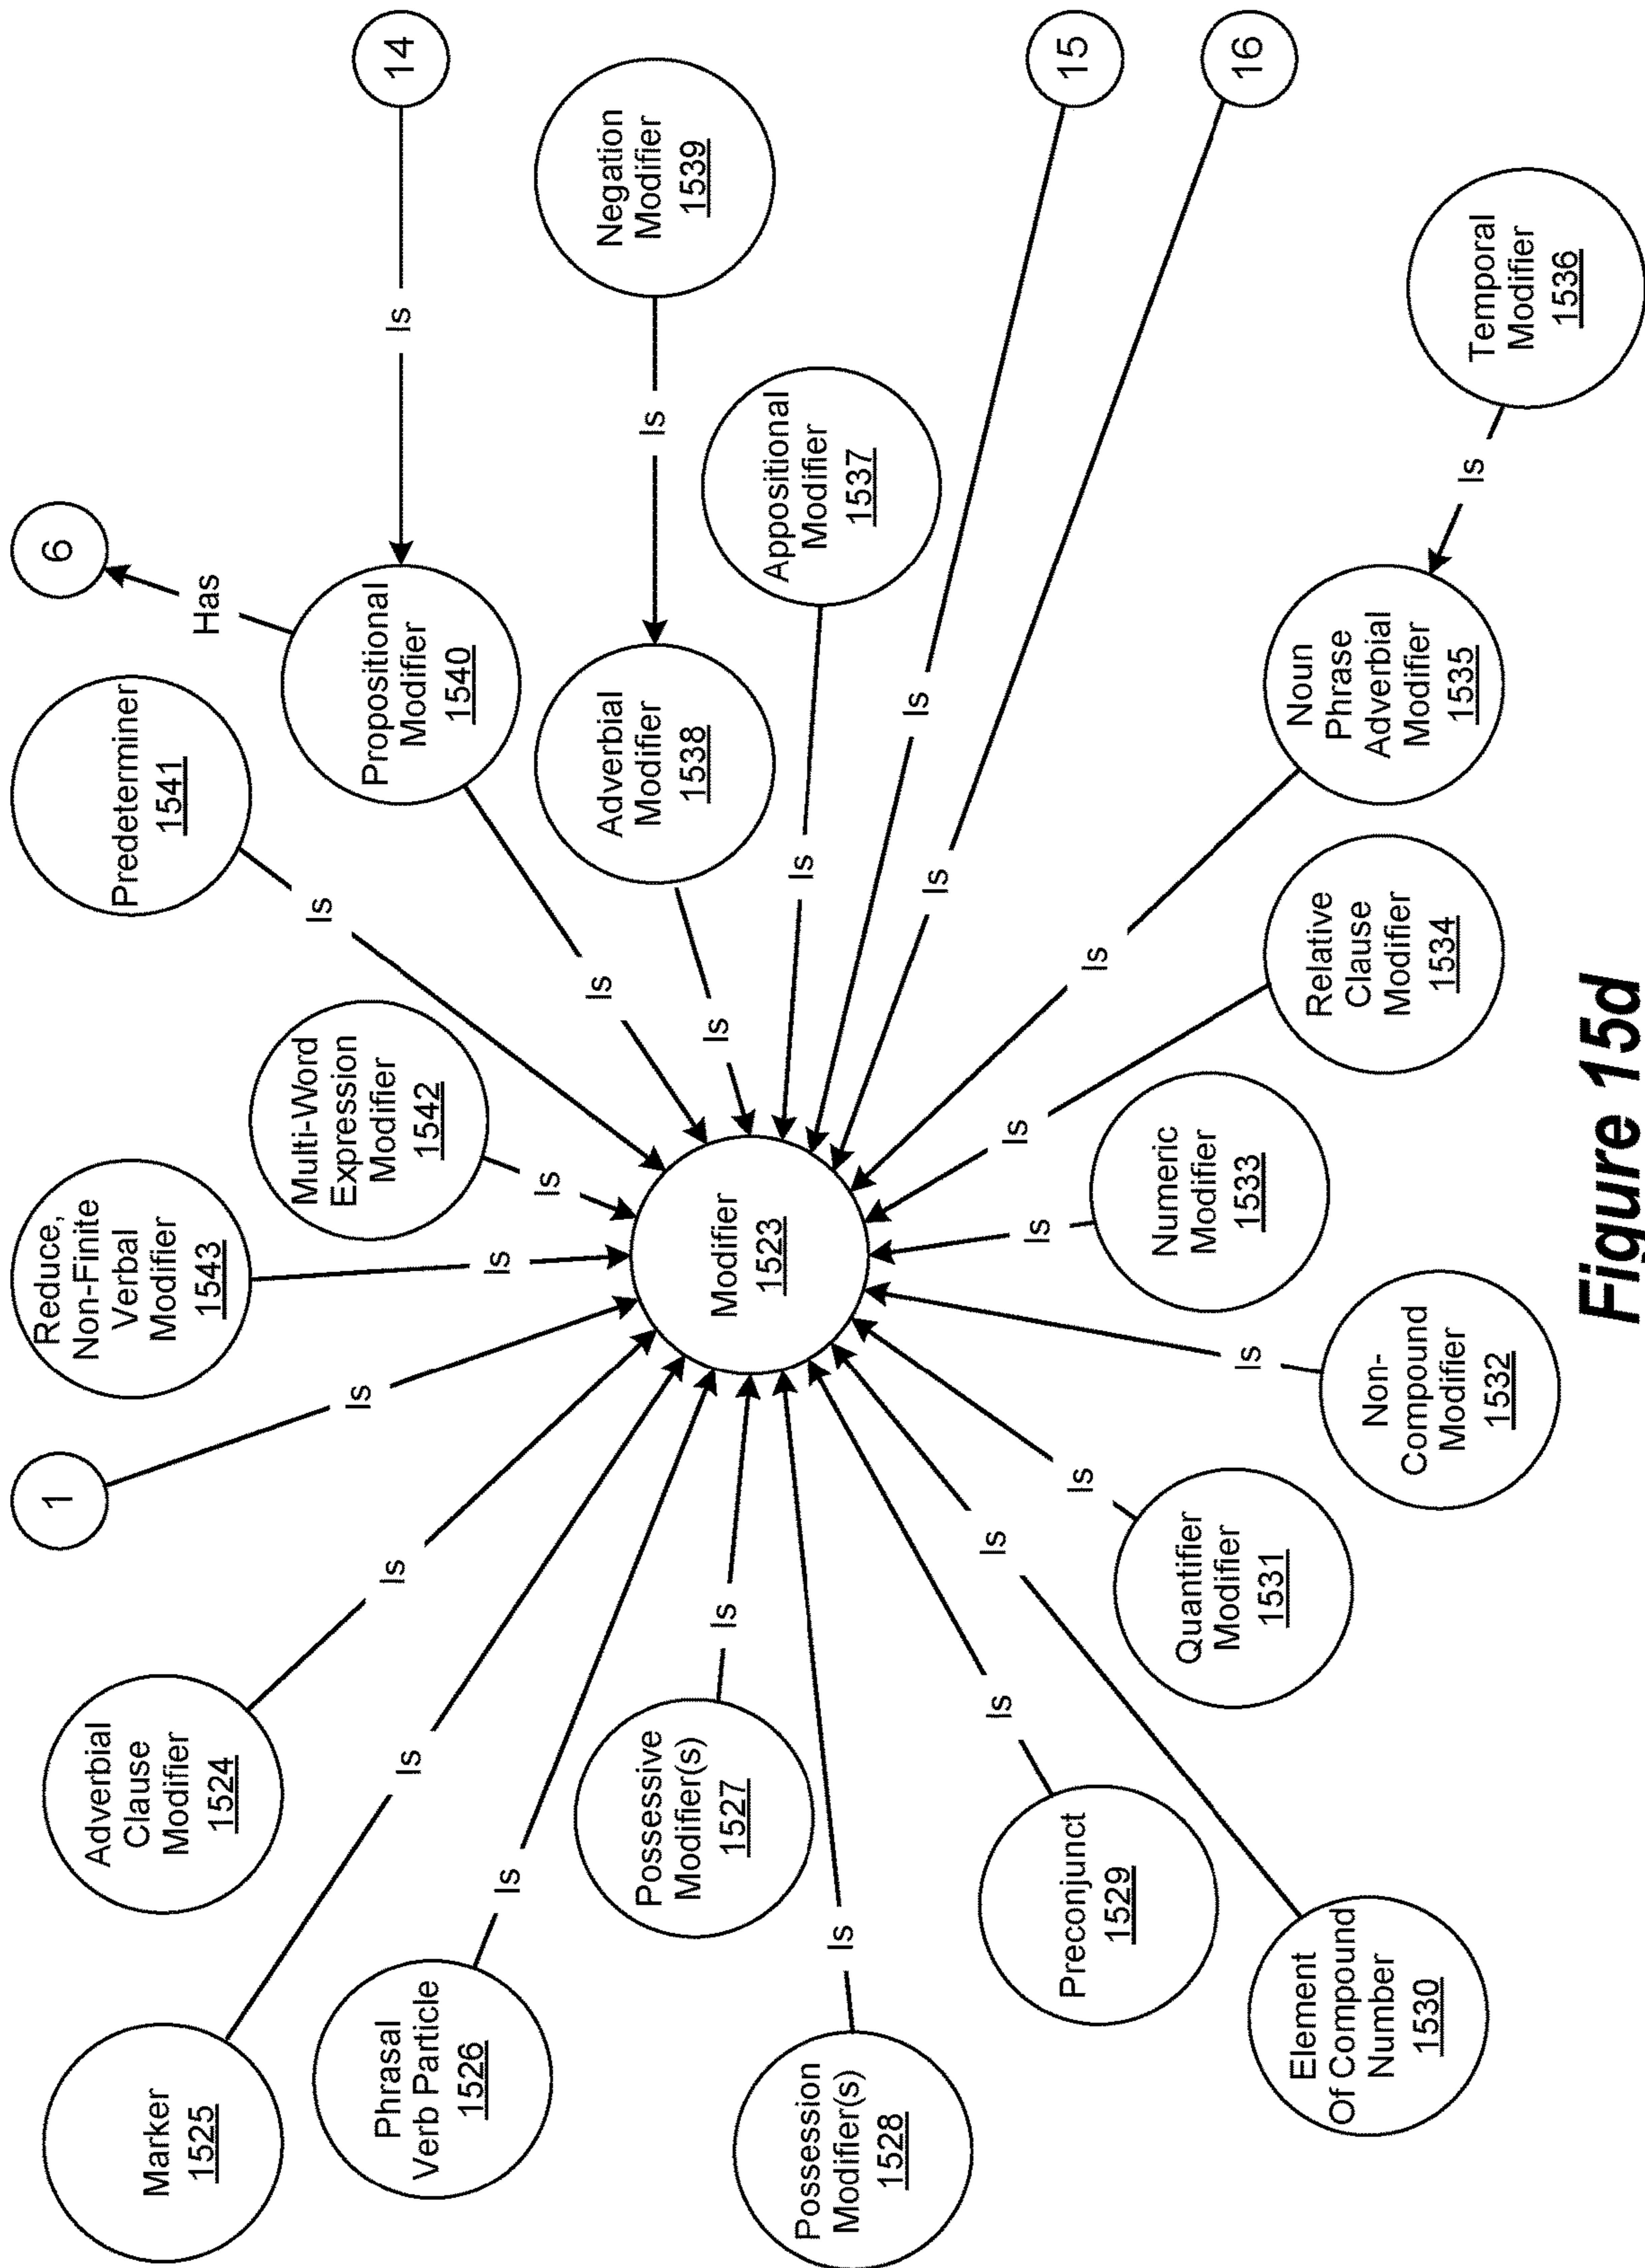 Marker
1525
Adverbial
Clause
Modifier
1524
1
Reduce,
Non-Finite
Verbal
Modifier
1543
Predeterminer
1541
6
Has
Phrasal
Verb Particle
1526
Multi-Word
Expression
Modifier
1542
Propositional
Modifier
1540
14
Is
Is
Is
Is
Is
Is
Is
Is
Is
Is
Possession
Modifier(s)
1528
Possessive
Modifier(s)
1527
Modifier
1523
Adverbial
Modifier
1538
Negation
Modifier
1539
Appositional
Modifier
1537
Is
Is
Is
Is
Is
Is
Is
15
16
Preconjunct
1529
Element
Of Compound
Number
1530
Quantifier
Modifier
1531
Non-
Compound
Modifier
1532
Numeric
Modifier
1533
Relative
Clause
Modifier
1534
Noun
Phrase
Adverbial
Modifier
1535
Temporal
Modifier
1536
Is
Is
Is
Is
Is
Is
Is
Is
Figure 15d